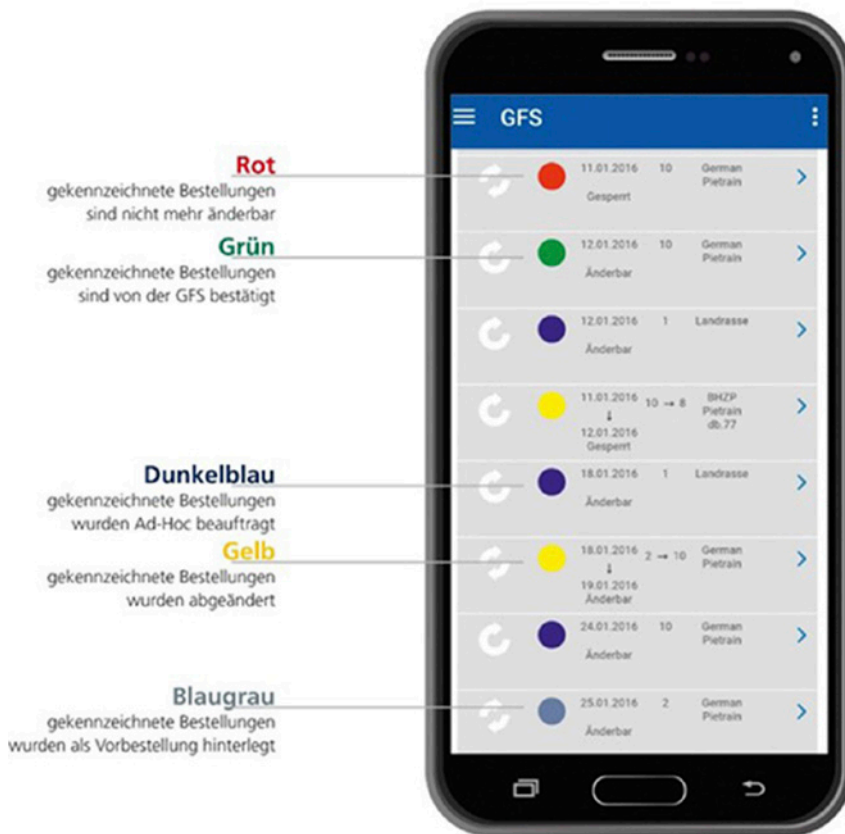 GFS
Rot
gekennzeichnete Bestellungen
sind nicht mehr änderbar
Grün
gekennzeichnete Bestellungen
sind von der GFS bestätigt
Dunkelblau
gekennzeichnete Bestellungen
wurden Ad-Hoc beauftragt
Gelb
gekennzeichnete Bestellungen
wurden abgeändert
Blaugrau
gekennzeichnete Bestellungen
wurden als Vorbestellung hinterlegt
11.01.2016 10 German
Pietrain
Gesperrt
12.01.2016 10 German
Pietrain
Änderbar
12.01.2016 1 Landrasse
Änderbar
11.01.2016 10 → 8 BHZP
↓ Pietrain
db.77
12.01.2016
Gesperrt
18.01.2016 1 Landrasse
Änderbar
18.01.2016 2 → 10 German
↓ Pietrain
19.01.2016
Änderbar
24.01.2016 10 German
Pietrain
Änderbar
25.01.2016 2 German
Pietrain
Änderbar